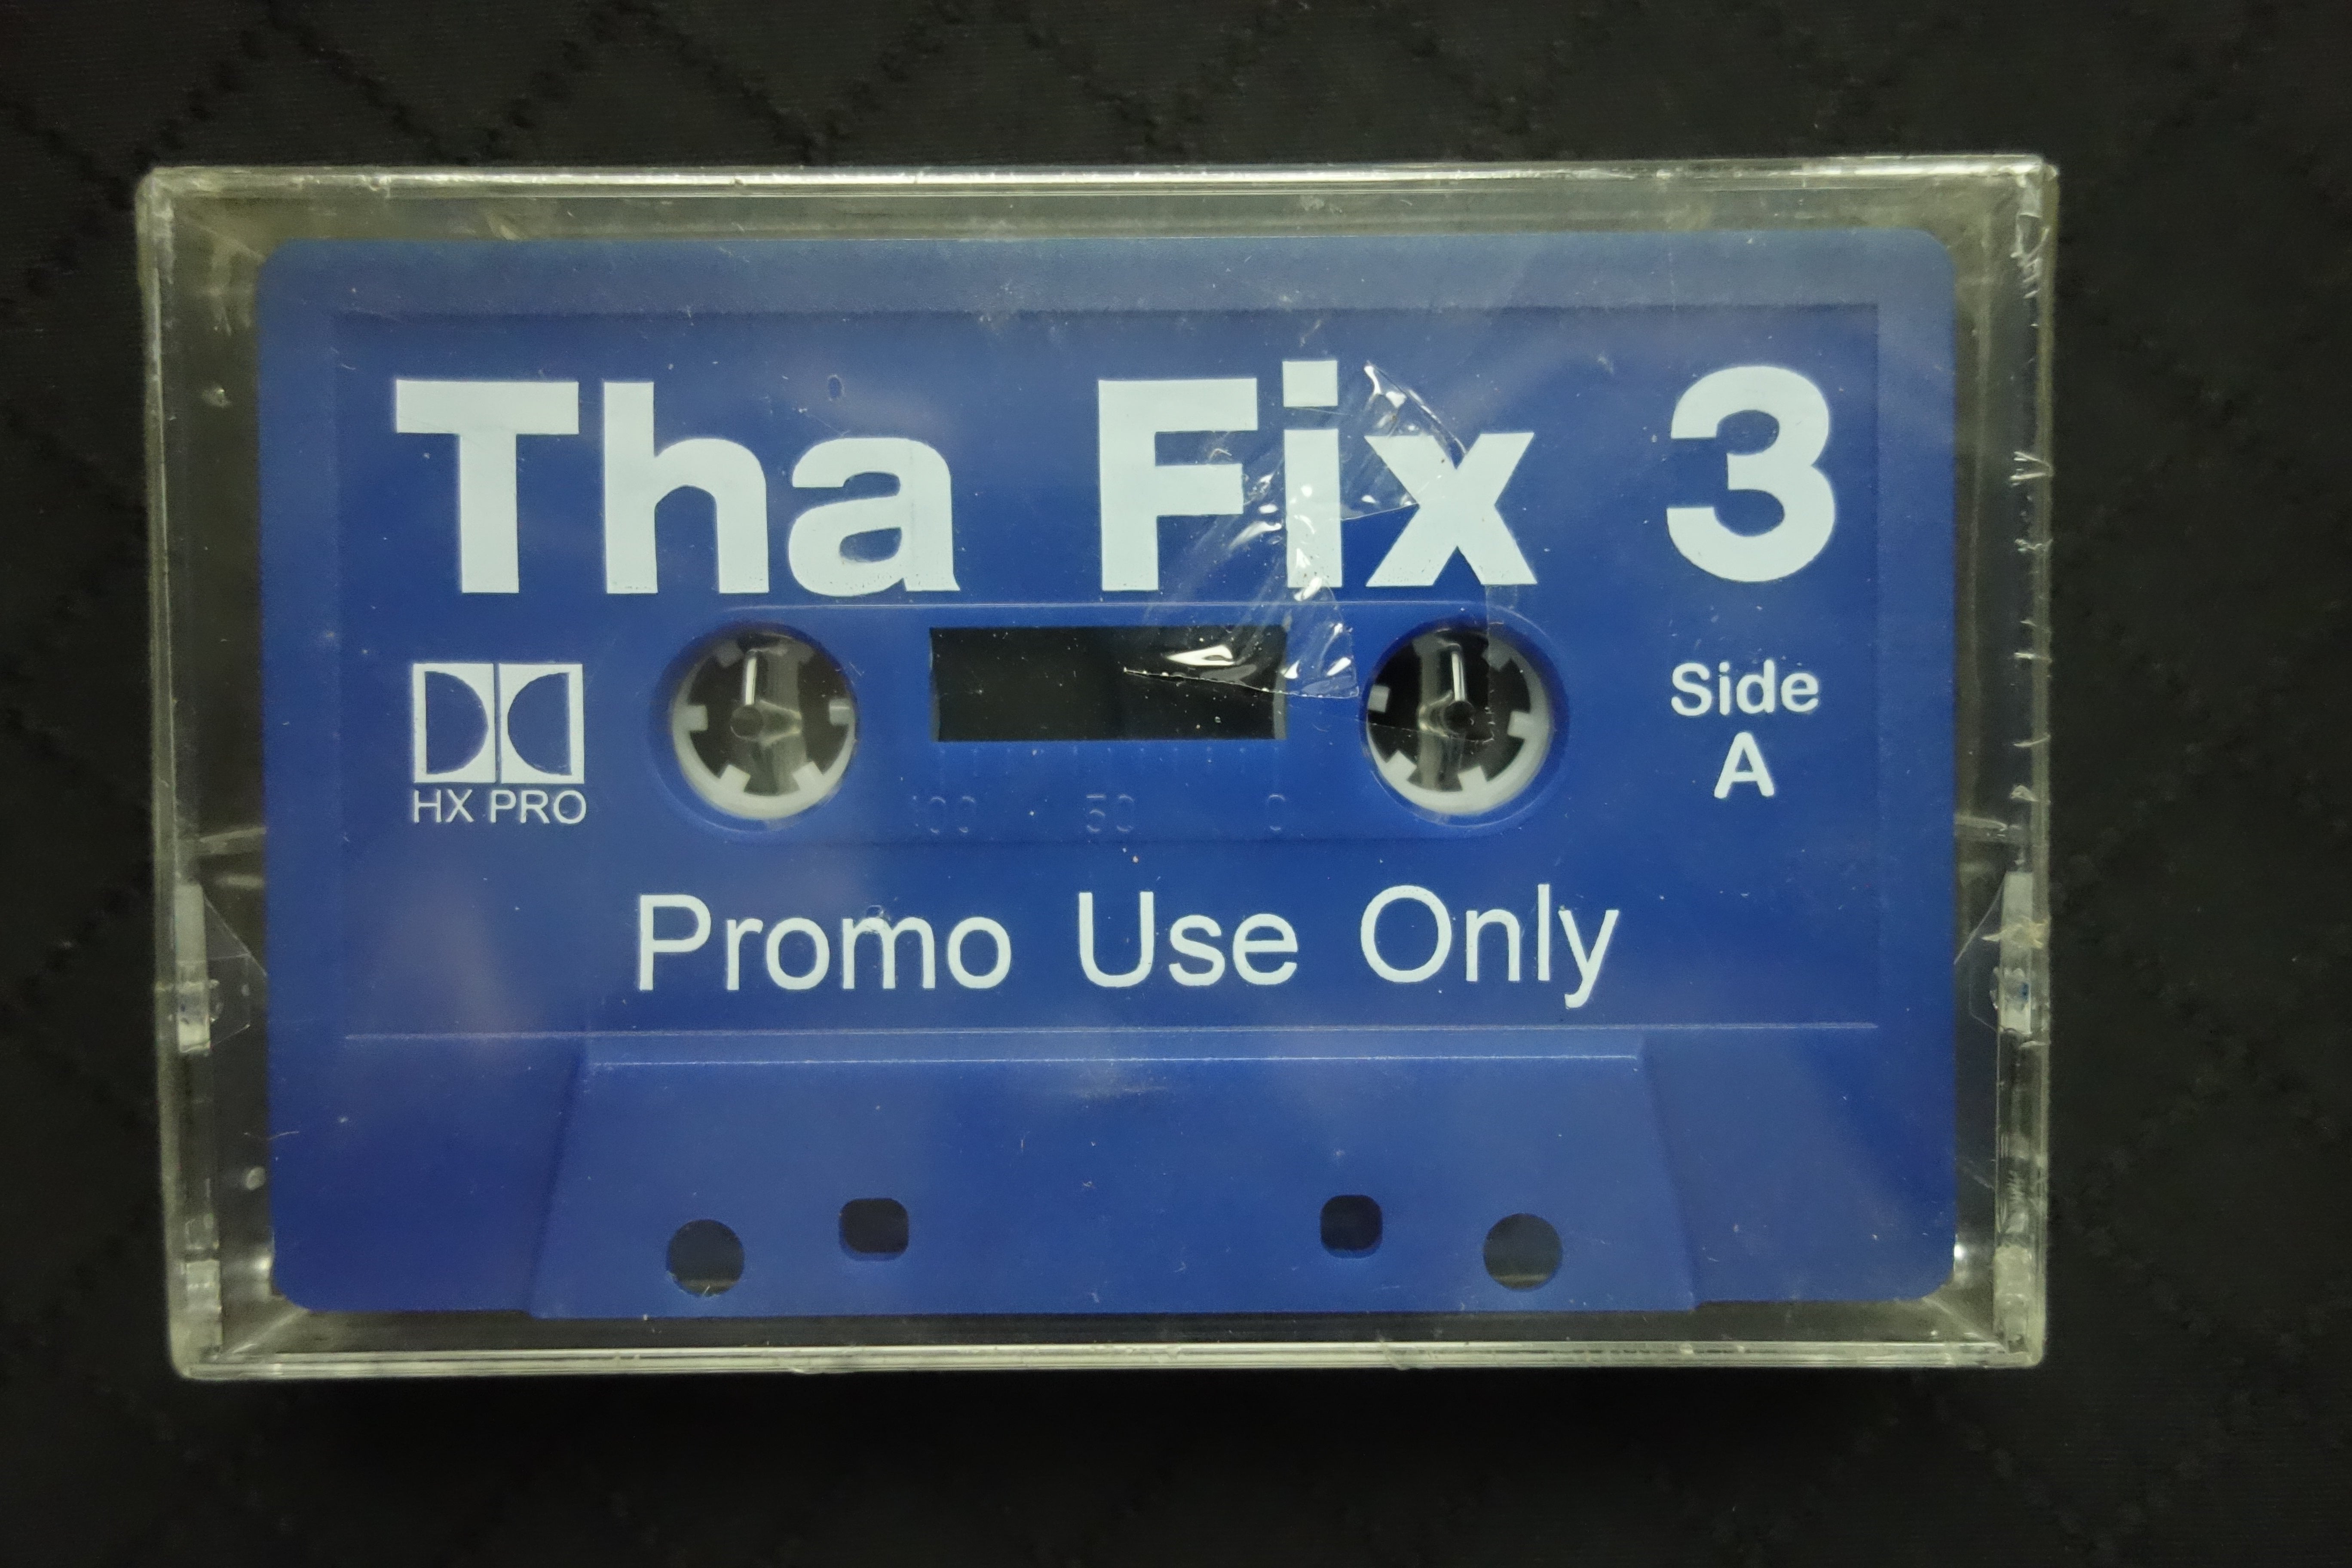 Tha Fix 3
HX PRO
Side
A
100 50 0
Promo Use Only